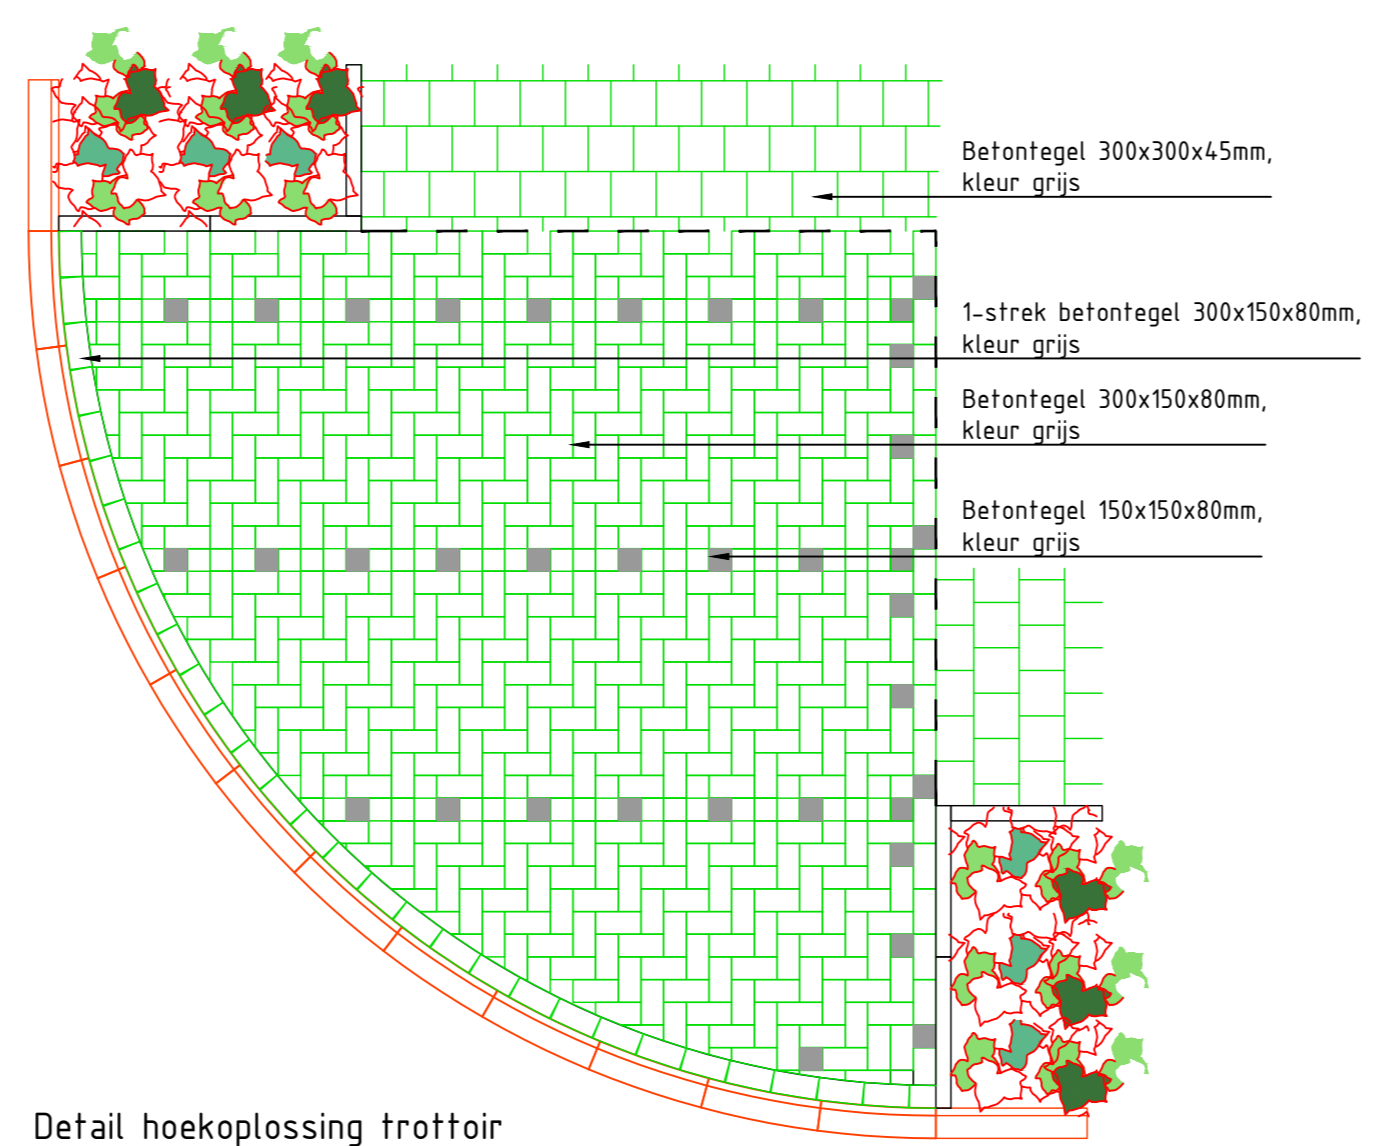 Betontegel 300x300x45mm,
kleur grijs
1-strek betontegel 300x150x80mm,
kleur grijs
Betontegel 300x150x80mm,
kleur grijs
Betontegel 150x150x80mm,
kleur grijs
Detail hoekoplossing trottoir